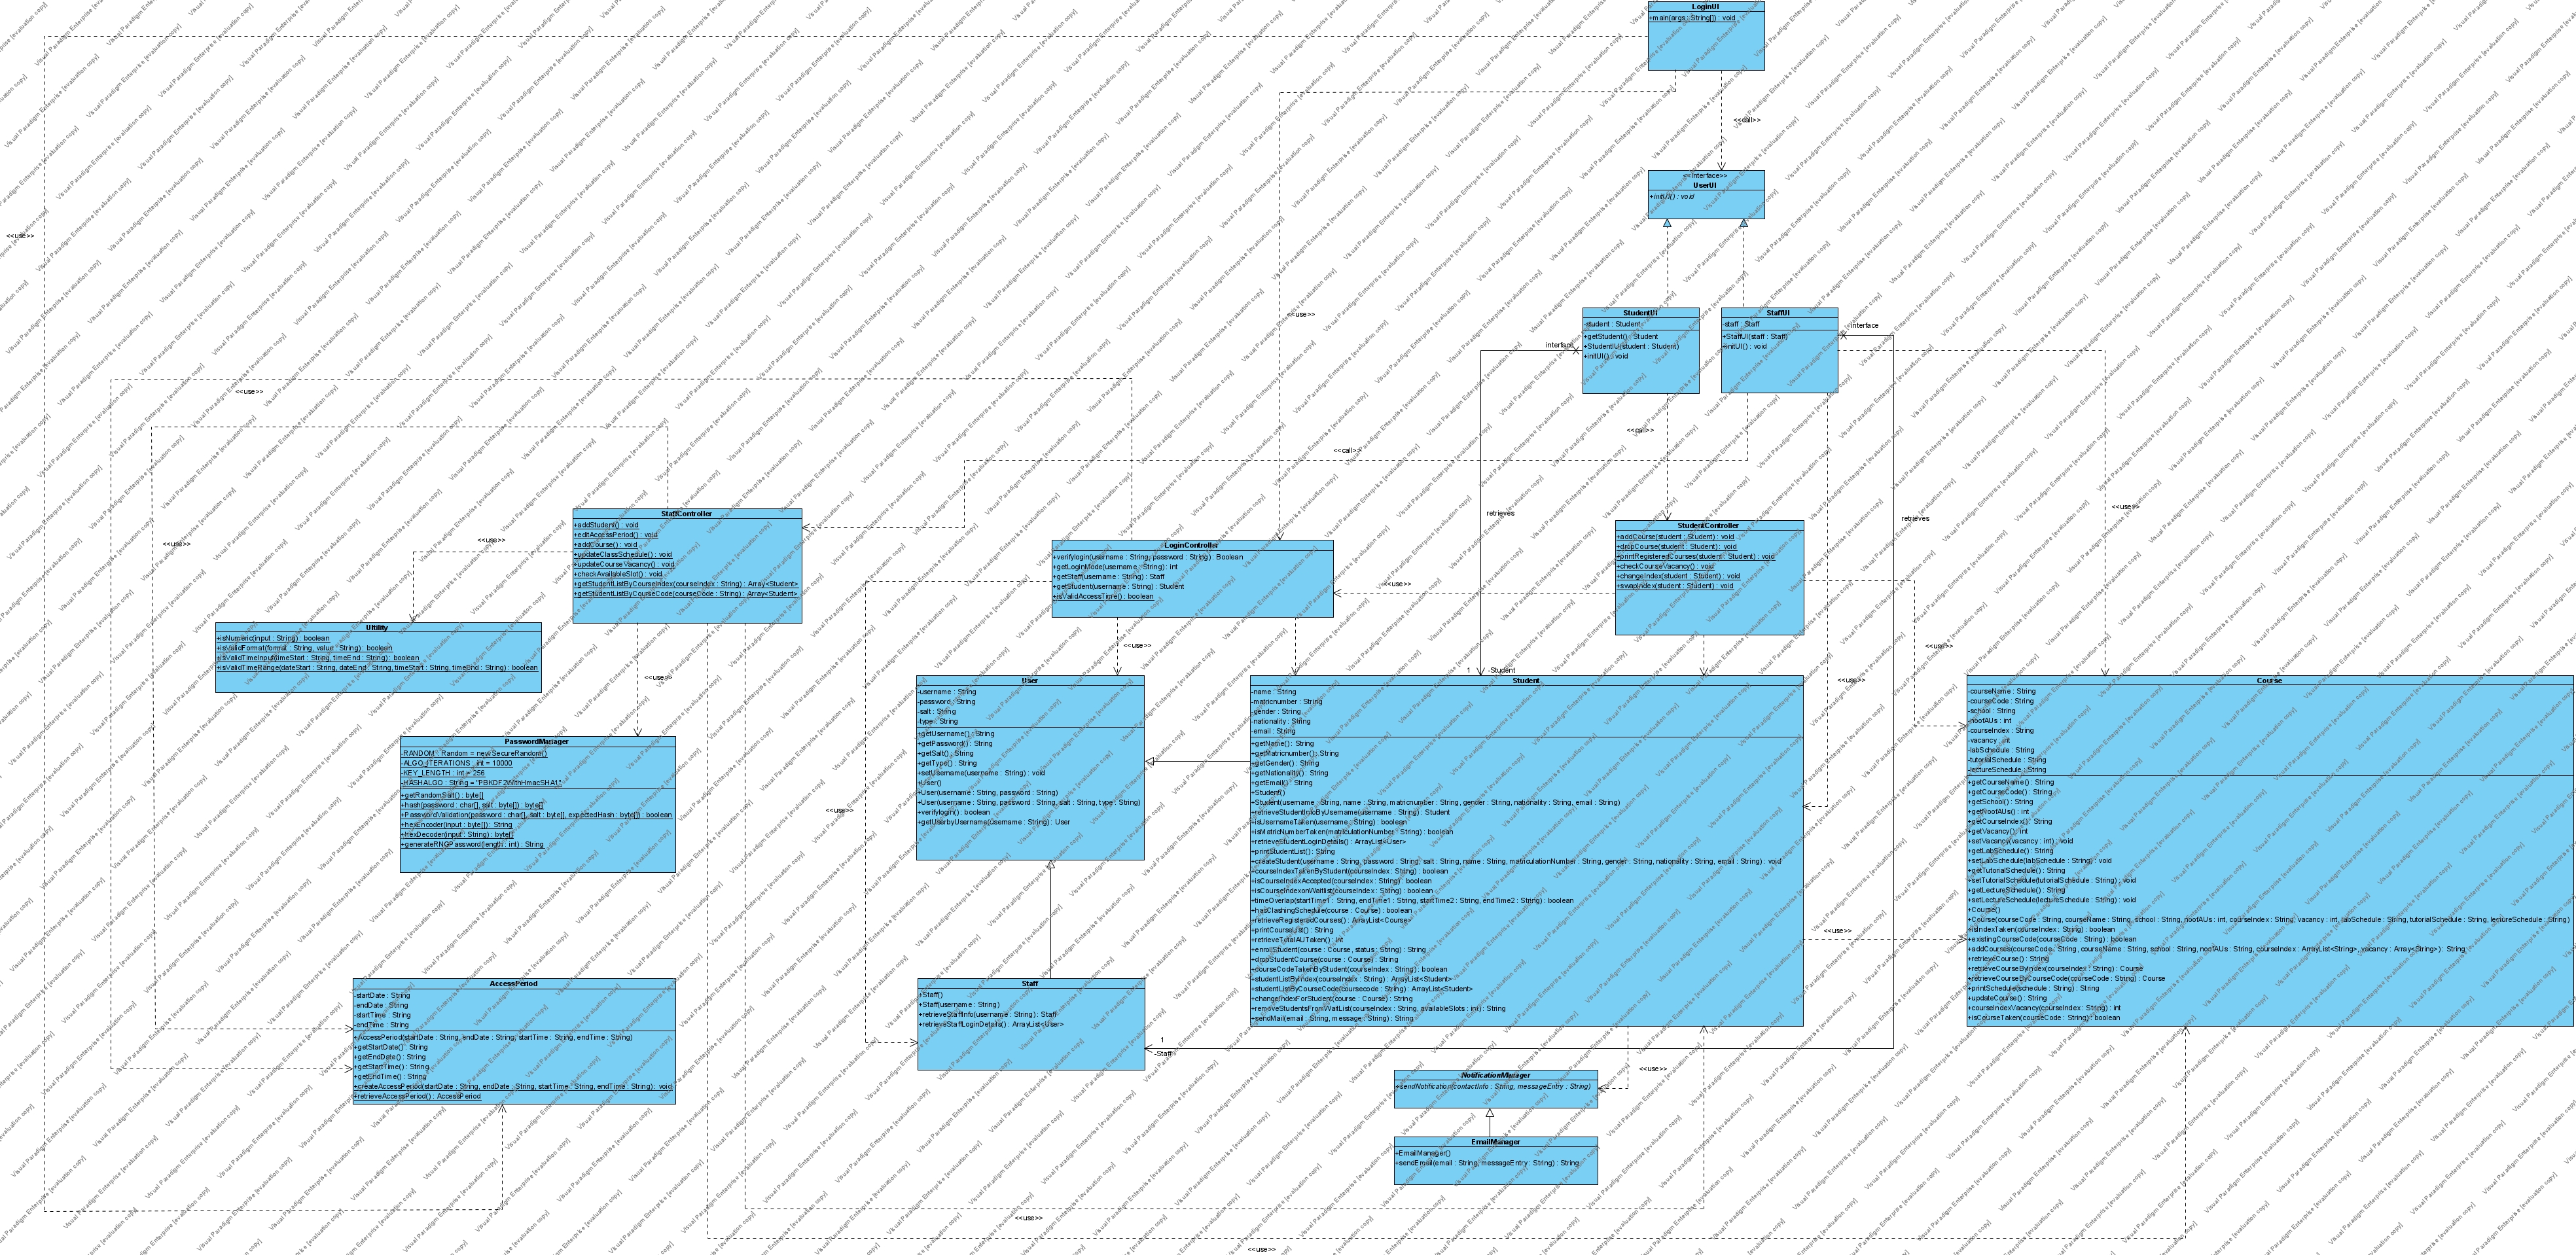 LoginUI
+main(args : String[]) : void
<<call>>
<<use>>
<<Interface>>
UserUI
+initUI() : void
<<use>>
StudentUI
-student : Student
+getStudent() : Student
+StudentIU(student : Student)
+initUI() : void
StaffUI
-staff : Staff
+StaffUI(staff : Staff)
+initUI() : void
interface
interface
<<use>>
<<call>>
<<call>>
retrieves
retrieves
<<use>>
StaffController
+addStudent() : void
+editAccessPeriod() : void
+addCourse() : void
+updateClassSchedule() : void
+updateCourseVacancy() : void
+checkAvailableSlot() : void
+getStudentListByCourseIndex(courseIndex : String) : Array<Student>
+getStudentListByCourseCode(courseCode : String) : Array<Student>
<<use>>
<<use>>
LoginController
+verifylogin(username : String, password : String) : Boolean
+getLoginMode(username : String) : int
+getStaff(username : String) : Staff
+getStudent(username : String) : Student
+isValidAccessTime() : boolean
<<use>>
StudentController
+addCourse(student : Student) : void
+dropCourse(student : Student) : void
+printRegisteredCourses(student : Student) : void
+checkCourseVacancy() : void
+changeIndex(student : Student) : void
+swapIndex(student : Student) : void
Ultility
+isNumeric(input : String) : boolean
+isValidFormat(format : String, value : String) : boolean
+isValidTimeInput(timeStart : String, timeEnd : String) : boolean
+isValidTimeRange(dateStart : String, dateEnd : String, timeStart : String, timeEnd : String) : boolean
<<use>>
<<use>>
<<use>>
<<use>>
1
-Student
PasswordManager
-RANDOM : Random = new SecureRandom()
-ALGO_ITERATIONS : int = 10000
-KEY_LENGTH : int = 256
-HASHALGO : String = "PBKDF2WithHmacSHA1"
+getRandomSalt() : byte[]
+hash(password : char[], salt : byte[]) : byte[]
+PasswordValidation(password : char[], salt : byte[], expectedHash : byte[]) : boolean
+hexEncoder(input : byte[]) : String
+hexDecoder(input : String) : byte[]
+generateRNGPassword(length : int) : String
<<use>>
User
-username : String
-password : String
-salt : String
-type : String
+getUsername() : String
+getPassword() : String
+getSalt() : String
+getType() : String
+setUsername(username : String) : void
+User()
+User(username : String, password : String)
+User(username : String, password : String, salt : String, type : String)
+verifylogin() : boolean
+getUserbyUsername(username : String) : User
Student
-name : String
-matricnumber : String
-gender : String
-nationality : String
-email : String
+getName() : String
+getMatricnumber() : String
+getGender() : String
+getNationality() : String
+getEmail() : String
+Student()
+Student(username : String, name : String, matricnumber : String, gender : String, nationality : String, email : String)
+retrieveStudentInfoByUsername(username : String) : Student
+isUsernameTaken(username : String) : boolean
+isMatricNumberTaken(matriculationNumber : String) : boolean
+retrieveStudentLoginDetails() : ArrayList<User>
+printStudentList() : String
+createStudent(username : String, password : String, salt : String, name : String, matriculationNumber : String, gender : String, nationality : String, email : String) : void
+courseIndexTakenByStudent(courseIndex : String) : boolean
+isCourseIndexAccepted(courseIndex : String) : boolean
+isCourseIndexonWaitlist(courseIndex : String) : boolean
+timeOverlap(startTime1 : String, endTime1 : String, startTime2 : String, endTime2 : String) : boolean
+hasClashingSchedule(course : Course) : boolean
+retrieveRegisteredCourses() : ArrayList<Course>
+printCourseList() : String
+retrieveTotalAUTaken() : int
+enrollStudent(course : Course, status : String) : String
+dropStudentCourse(course : Course) : String
+courseCodeTakenByStudent(courseIndex : String) : boolean
+studentListByIndex(courseIndex : String) : ArrayList<Student>
+studentListByCourseCode(coursecode : String) : ArrayList<Student>
+changeIndexForStudent(course : Course) : String
+removeStudentsFromWaitList(courseIndex : String, availableSlots : int) : String
+sendMail(email : String, message : String) : String
<<use>>
Course
-courseName : String
-courseCode : String
-school : String
-noofAUs : int
-courseIndex : String
-vacancy : int
-labSchedule : String
-tutorialSchedule : String
-lectureSchedule : String
+getCourseName() : String
+getCourseCode() : String
+getSchool() : String
+getNoofAUs() : int
+getCourseIndex() : String
+getVacancy() : int
+setVacancy(vacancy : int) : void
+getLabSchedule() : String
+setLabSchedule(labSchedule : String) : void
+getTutorialSchedule() : String
+setTutorialSchedule(tutorialSchedule : String) : void
+getLectureSchedule() : String
+setLectureSchedule(lectureSchedule : String) : void
+Course()
+Course(courseCode : String, courseName : String, school : String, noofAUs : int, courseIndex : String, vacancy : int, labSchedule : String, tutorialSchedule : String, lectureSchedule : String)
+isIndexTaken(courseIndex : String) : boolean
+existingCourseCode(courseCode : String) : boolean
+addCourses(courseCode : String, courseName : String, school : String, noofAUs : String, courseIndex : ArrayList<String>, vacancy : Array<String>) : String
+retrieveCourse() : String
+retrieveCourseByIndex(courseIndex : String) : Course
+retrieveCourseByCourseCode(courseCode : String) : Course
+printSchedule(schedule : String) : String
+updateCourse() : String
+courseIndexVacancy(courseIndex : String) : int
+isCourseTaken(courseCode : String) : boolean
AccessPeriod
-startDate : String
-endDate : String
-startTime : String
-endTime : String
+AccessPeriod(startDate : String, endDate : String, startTime : String, endTime : String)
+getStartDate() : String
+getEndDate() : String
+getStartTime() : String
+getEndTime() : String
+createAccessPeriod(startDate : String, endDate : String, startTime : String, endTime : String) : void
+retrieveAccessPeriod() : AccessPeriod
Staff
+Staff()
+Staff(username : String)
+retrieveStaffInfo(username : String) : Staff
+retrieveStaffLoginDetails() : ArrayList<User>
1
-Staff
NotificationManager
+sendNotification(contactInfo : String, messageEntry : String)
<<use>>
EmailManager
+EmailManager()
+sendEmail(email : String, messageEntry : String) : String
<<use>>
<<use>>
Visual Paradigm Enterprise [evaluation copy]